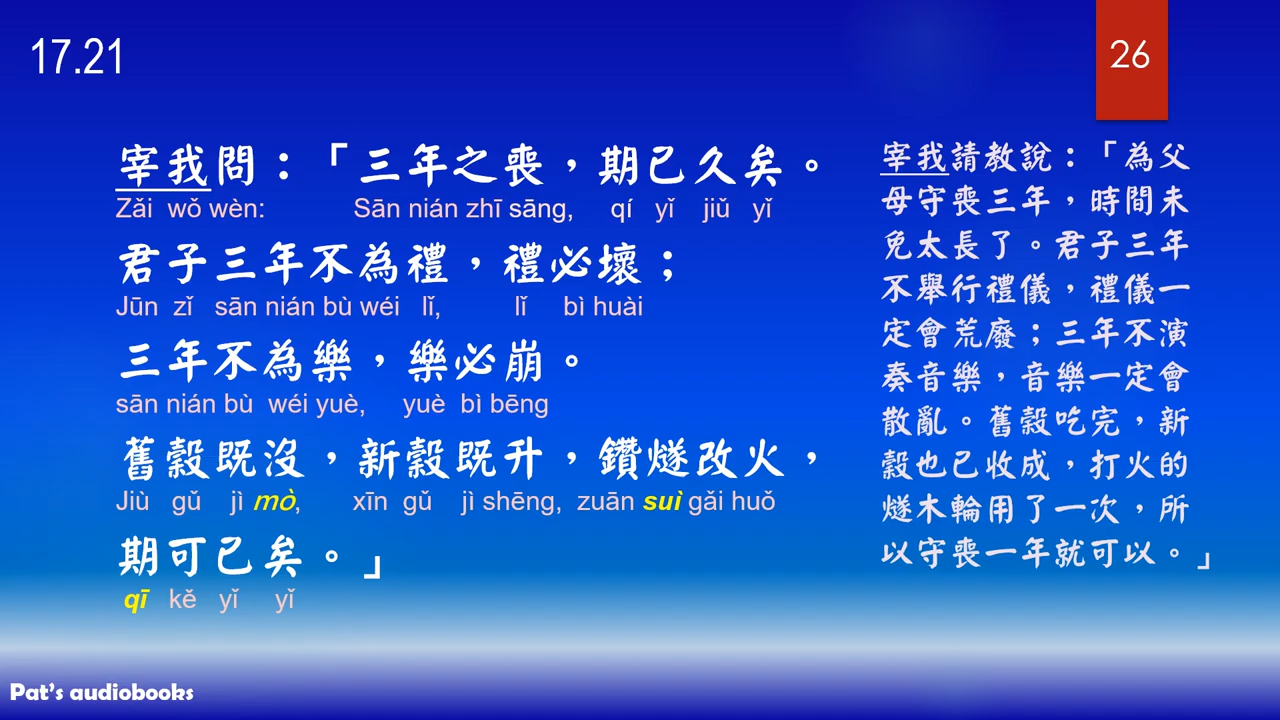 17.21
26
宰我問：「三年之喪，期已久矣。
Zǎi wǒ wèn: Sān nián zhī sāng, qí yǐ jiǔ yǐ
君子三年不為禮，禮必壞；
Jūn zǐ sān nián bù wéi lǐ, lǐ bì huài
三年不為樂，樂必崩。
sān nián bù wéi yuè, yuè bì bēng
舊穀既沒，新穀既升，鑽燧改火，
Jiù gǔ jì mò, xīn gǔ jì shēng, zuān suì gǎi huǒ
期可已矣。」
qī kě yǐ yǐ
宰我請教說：「為父
母守喪三年，時間未
免太長了。君子三年
不舉行禮儀，禮儀一
定會荒廢；三年不演
奏音樂，音樂一定會
散亂。舊穀吃完，新
穀也已收成，打火的
燧木輪用了一次，所
以守喪一年就可以。」
Pat's audiobooks